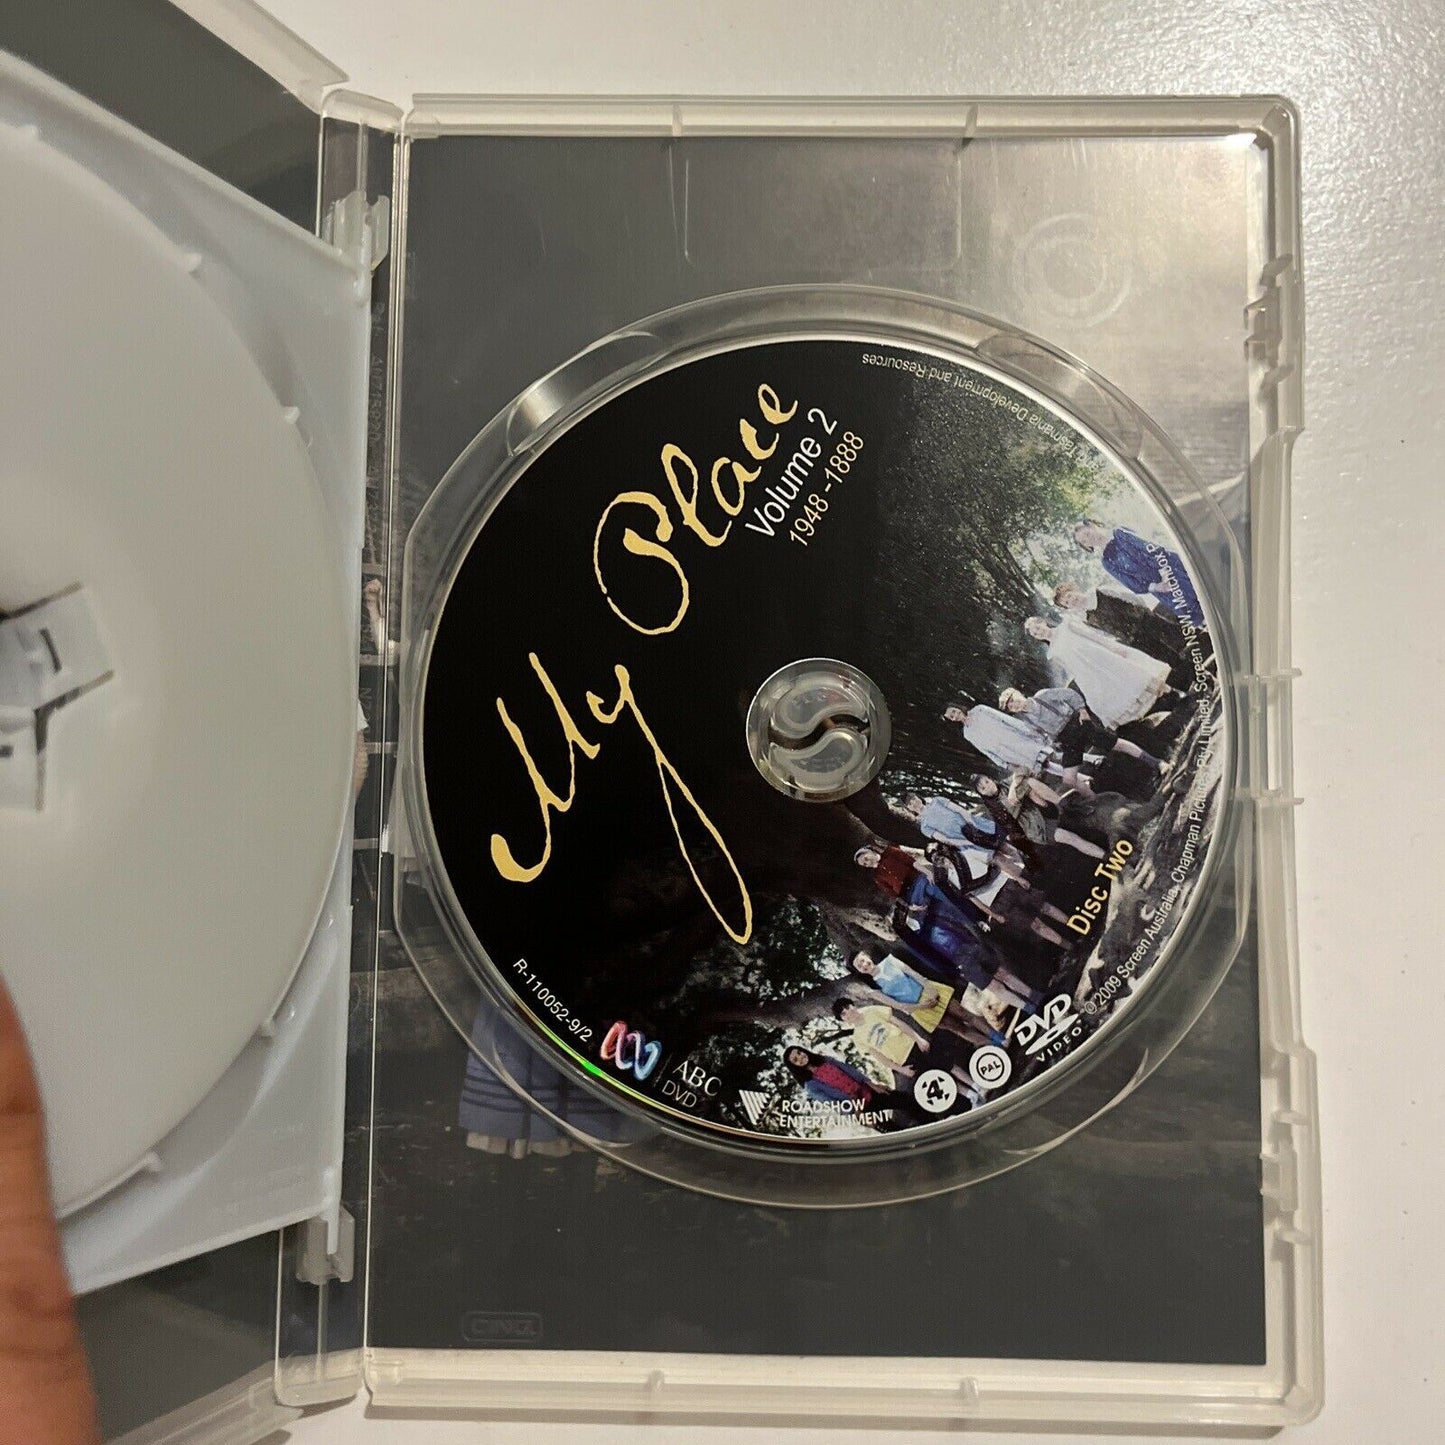 My Place
Volume 2
1948 - 1888
Disc Two
R-110052-9/2
ABC
DVD
ROADSHOW
ENTERTAINMENT
4
PAL
DVD
VIDEO
© 2009 Screen Australia, Chapman Pictures Pty Limited, Screen NSW, Matchbox P
Tasmania Development and Resources